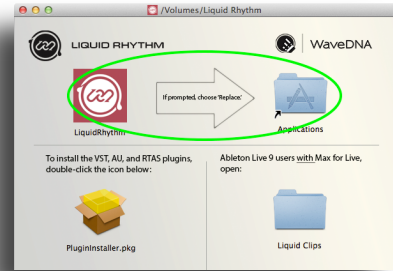 /Volumes/Liquid Rhythm
LIQUID RHYTHM
WaveDNA
If prompted, choose 'Replace.'
LiquidRhythm
Applications
To install the VST, AU, and RTAS plugins,
double-click the icon below:
Ableton Live 9 users with Max for Live,
open:
PluginInstaller.pkg
Liquid Clips